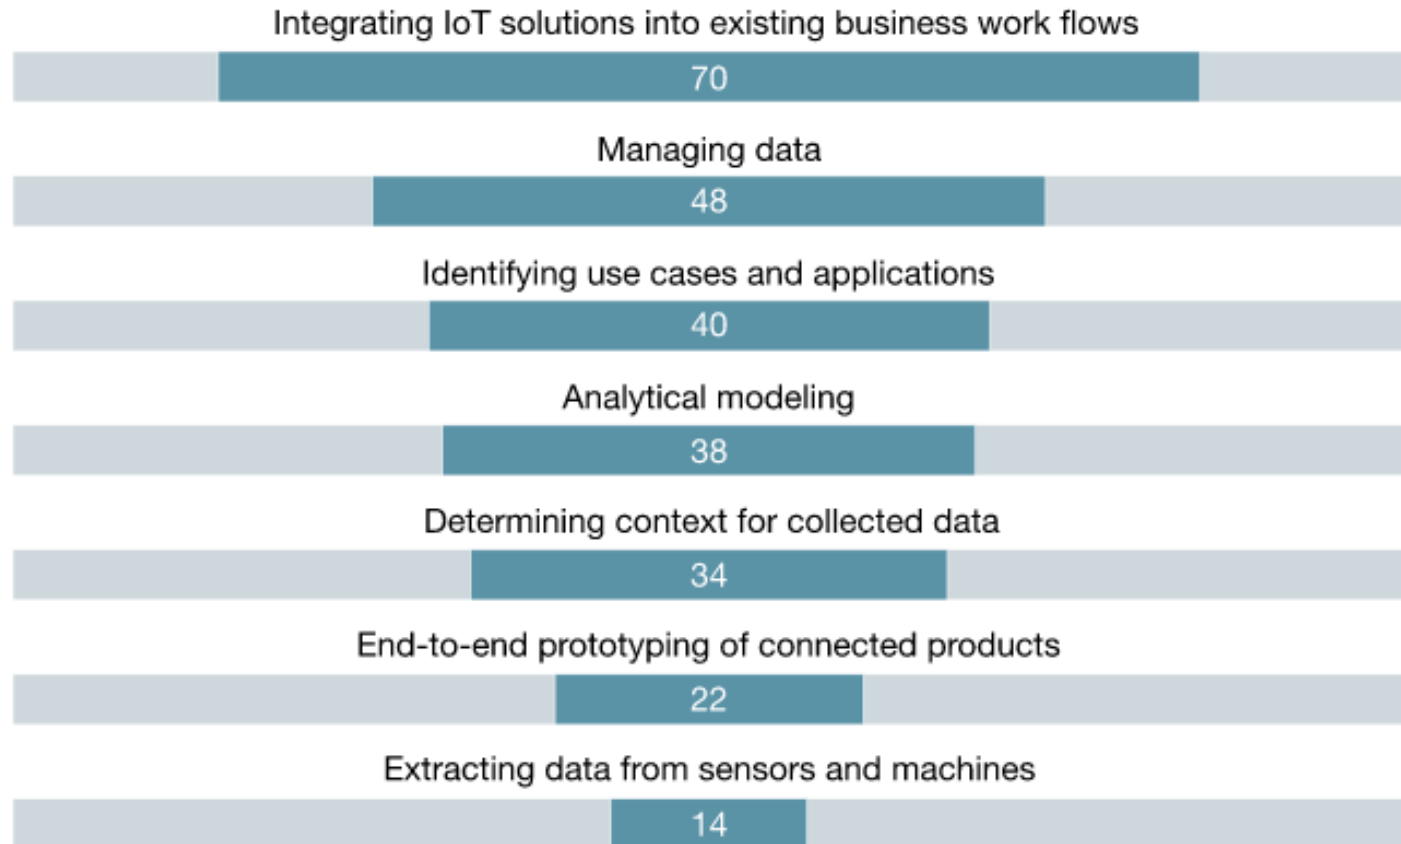 Integrating IoT solutions into existing business work flows
70
Managing data
48
Identifying use cases and applications
40
Analytical modeling
38
Determining context for collected data
34
End-to-end prototyping of connected products
22
Extracting data from sensors and machines
14